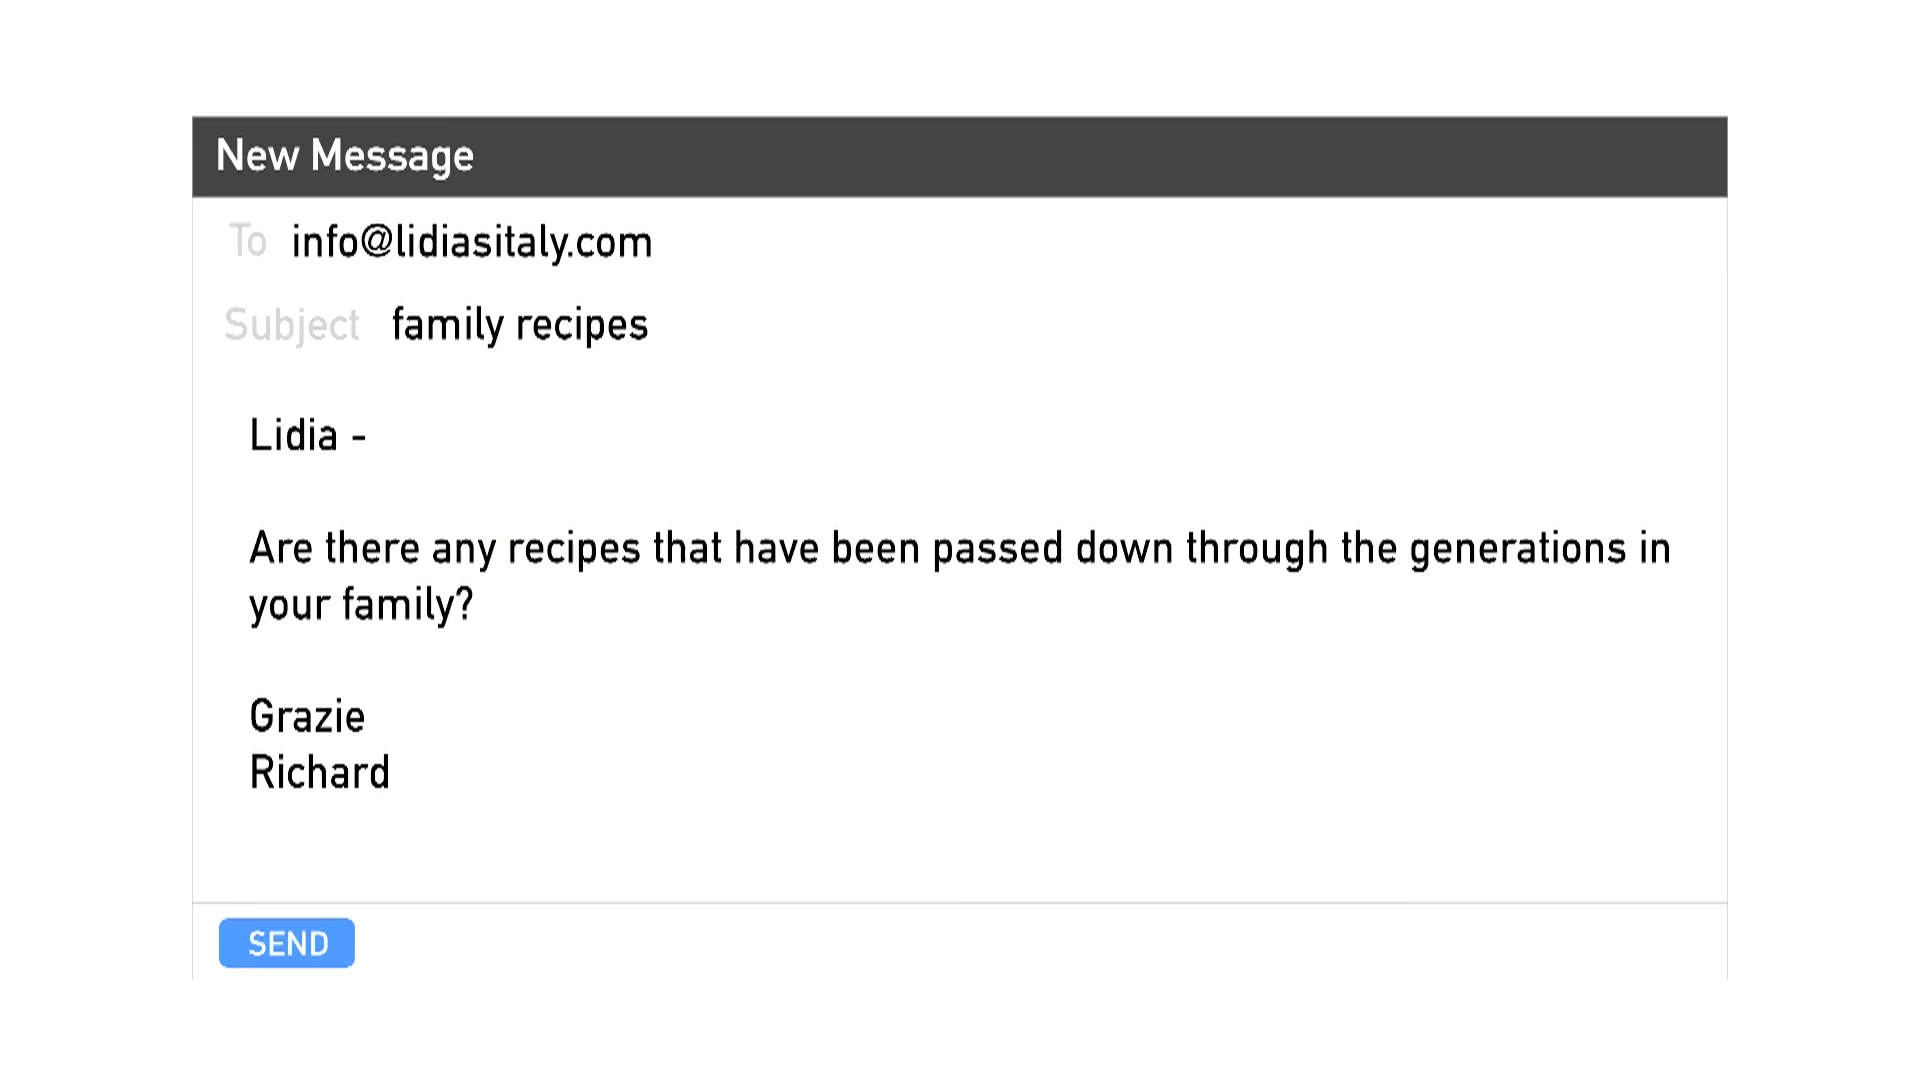 New Message
To info@lidiasitaly.com
Subject family recipes
Lidia -
Are there any recipes that have been passed down through the generations in
your family?
Grazie
Richard
SEND